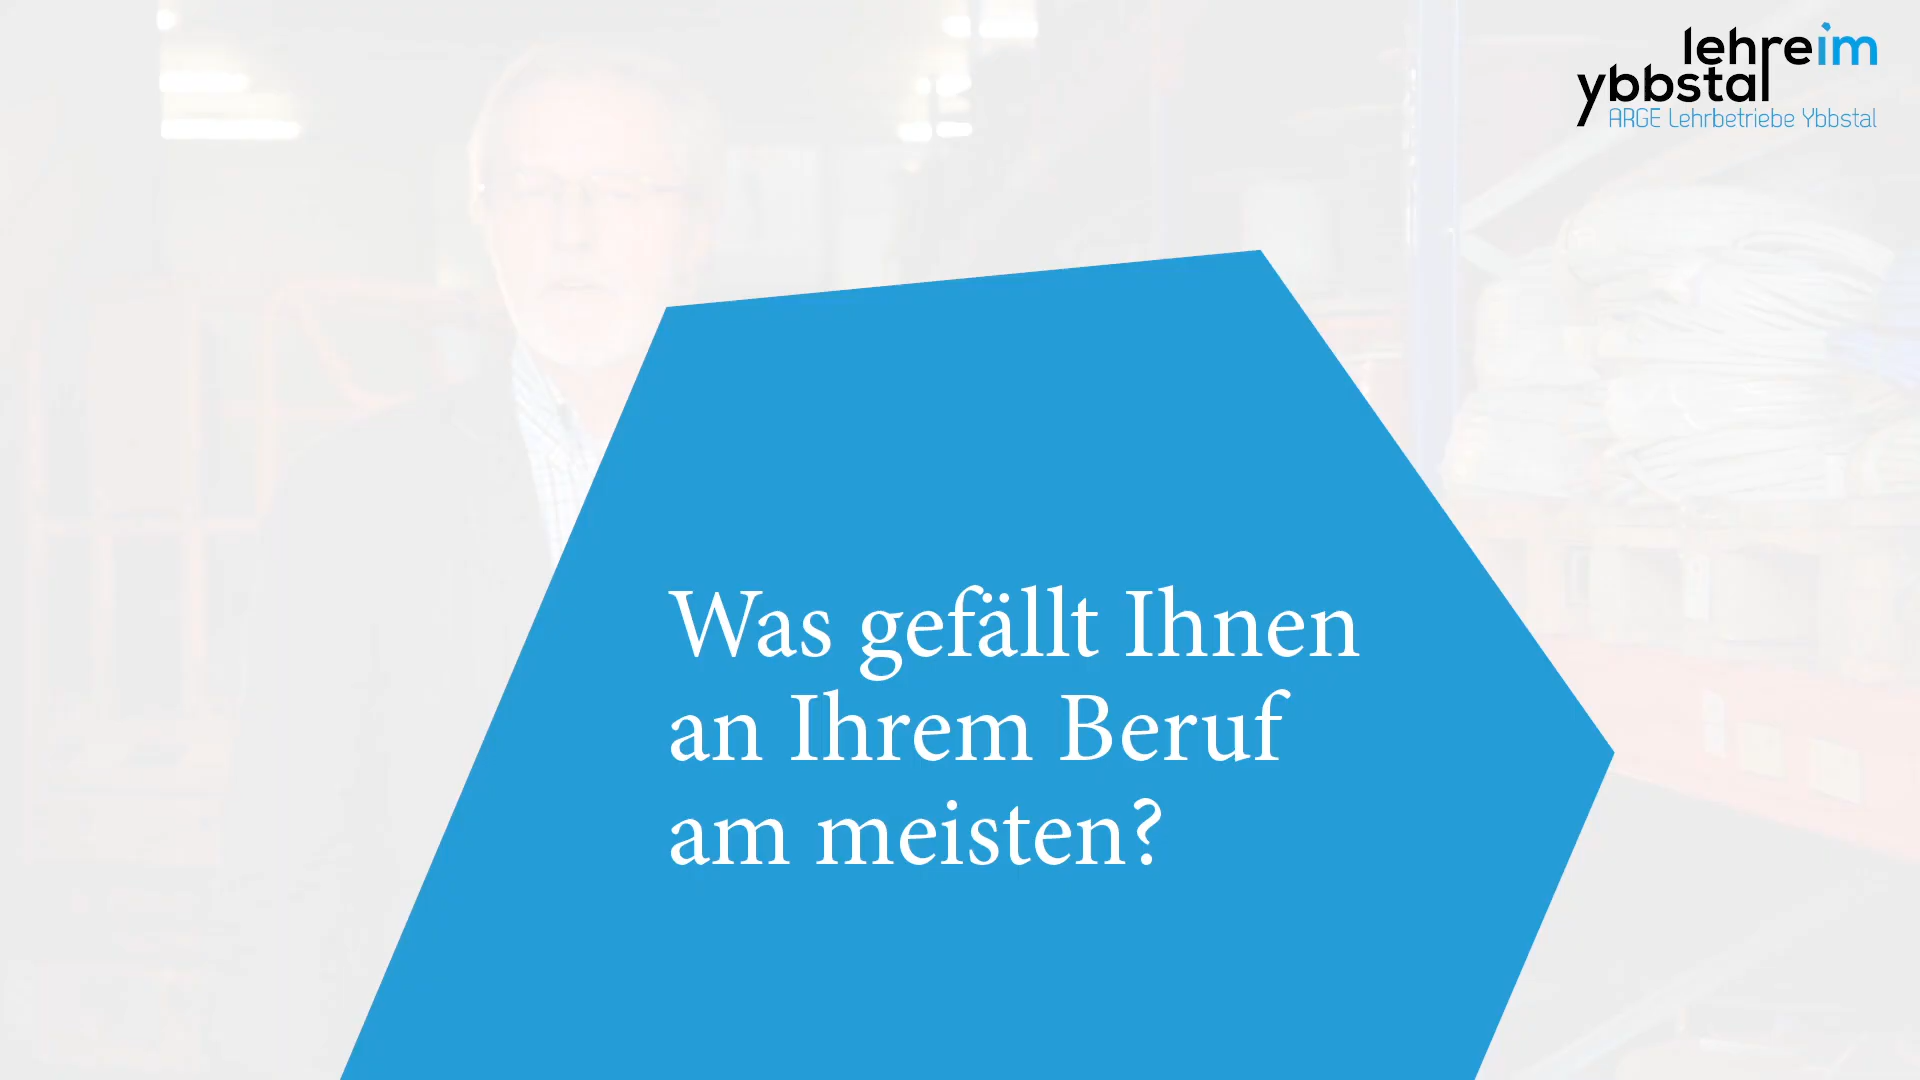 lehreim
ybbstal
ARGE Lehrbetriebe Ybbstal
Was gefällt Ihnen
an Ihrem Beruf
am meisten?